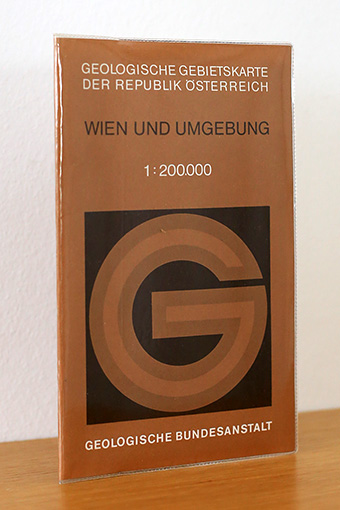 GEOLOGISCHE GEBIETSKARTE
DER REPUBLIK ÖSTERREICH
WIEN UND UMGEBUNG
1:200.000
G
GEOLOGISCHE BUNDESANSTALT